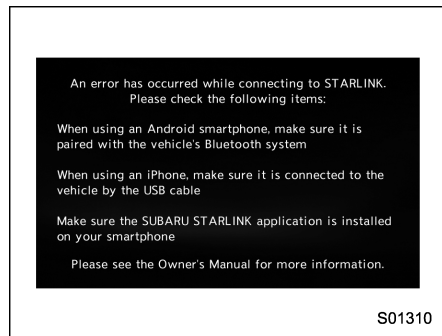 An error has occurred while connecting to STARLINK.
Please check the following items:
When using an Android smartphone, make sure it is
paired with the vehicle's Bluetooth system
When using an iPhone, make sure it is connected to the
vehicle by the USB cable
Make sure the SUBARU STARLINK application is installed
on your smartphone
Please see the Owner's Manual for more information.
S01310